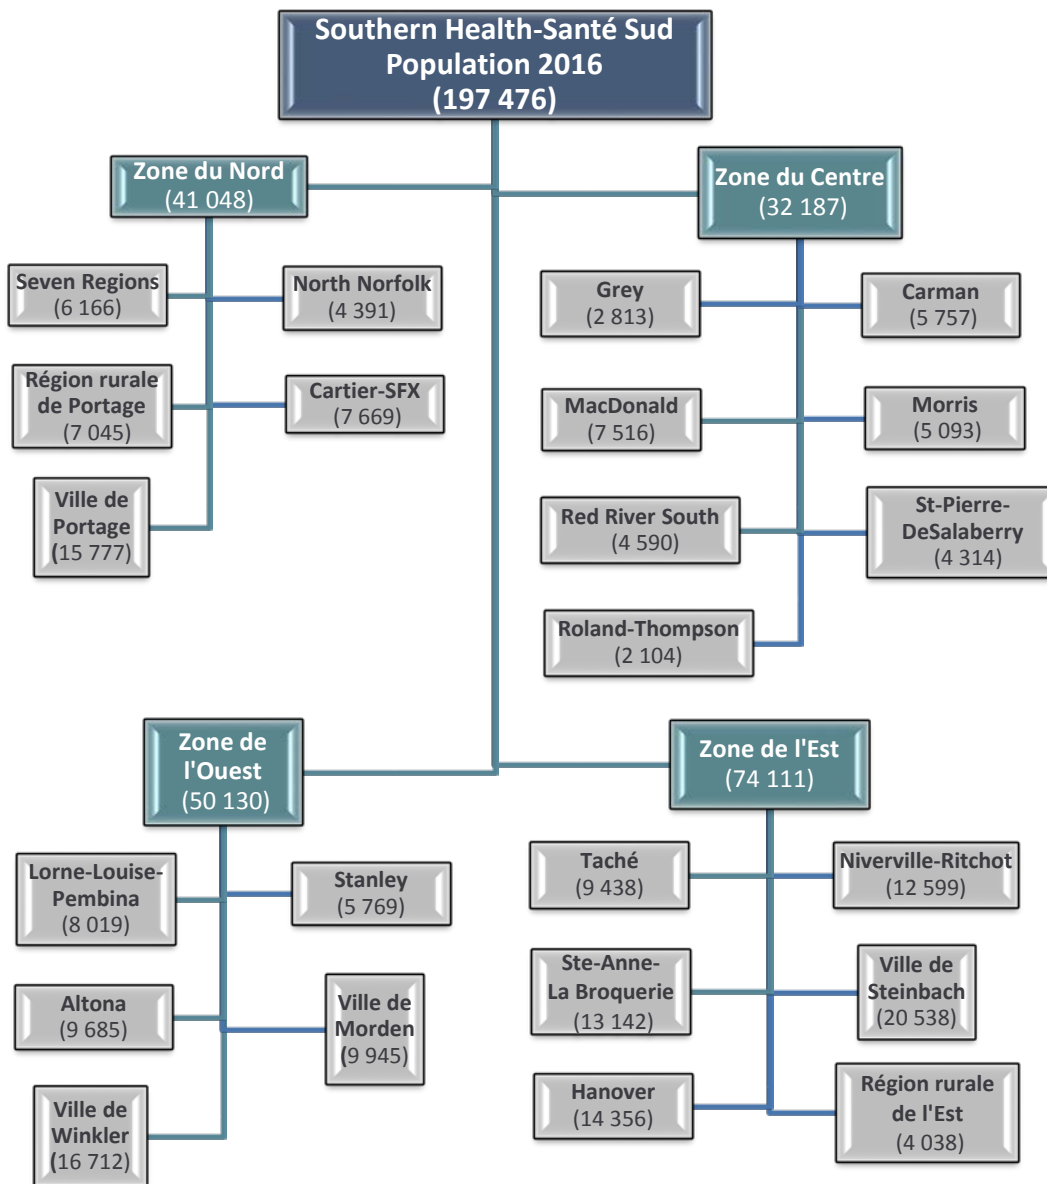 Southern Health-Santé Sud
Population 2016
(197 476)
Zone du Nord
(41 048)
Seven Regions
(6 166)
North Norfolk
(4 391)
Région rurale
de Portage
(7 045)
Cartier-SFX
(7 669)
Ville de
Portage
(15 777)
Zone du Centre
(32 187)
Grey
(2 813)
Carman
(5 757)
MacDonald
(7 516)
Morris
(5 093)
Red River South
(4 590)
St-Pierre-
DeSalaberry
(4 314)
Roland-Thompson
(2 104)
Zone de
l'Ouest
(50 130)
Lorne-Louise-
Pembina
(8 019)
Stanley
(5 769)
Altona
(9 685)
Ville de
Morden
(9 945)
Ville de
Winkler
(16 712)
Zone de l'Est
(74 111)
Taché
(9 438)
Niverville-Ritchot
(12 599)
Ste-Anne-
La Broquerie
(13 142)
Ville de
Steinbach
(20 538)
Hanover
(14 356)
Région rurale
de l'Est
(4 038)